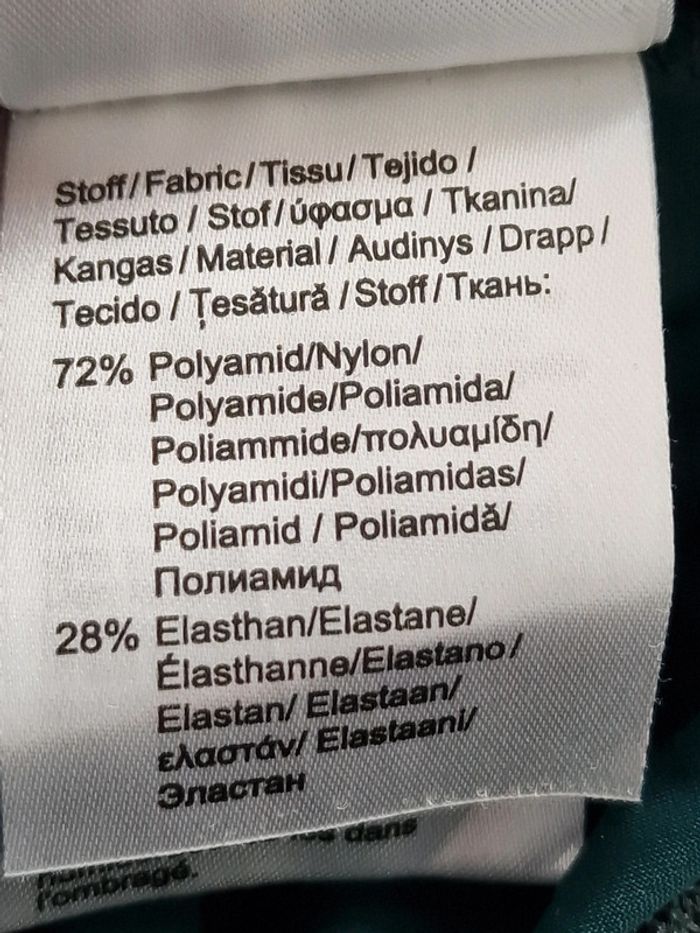 Stoff/Fabric/Tissu/Tejido /
Tessuto / Stof/ύφασμα / Tkanina/
Kangas / Material / Audinys / Drapp /
Tecido / Țesătură / Stoff / Ткань:
72% Polyamid/Nylon/
Polyamide/Poliamida/
Poliammide/πολυαμίδη/
Polyamidi/Poliamidas/
Poliamid / Poliamidă/
Полиамид
28% Elasthan/Elastane/
Élasthanne/Elastano/
Elastan/ Elastaan/
ελαστάν/ Elastaani/
Эластан
dans
l'ombragé.